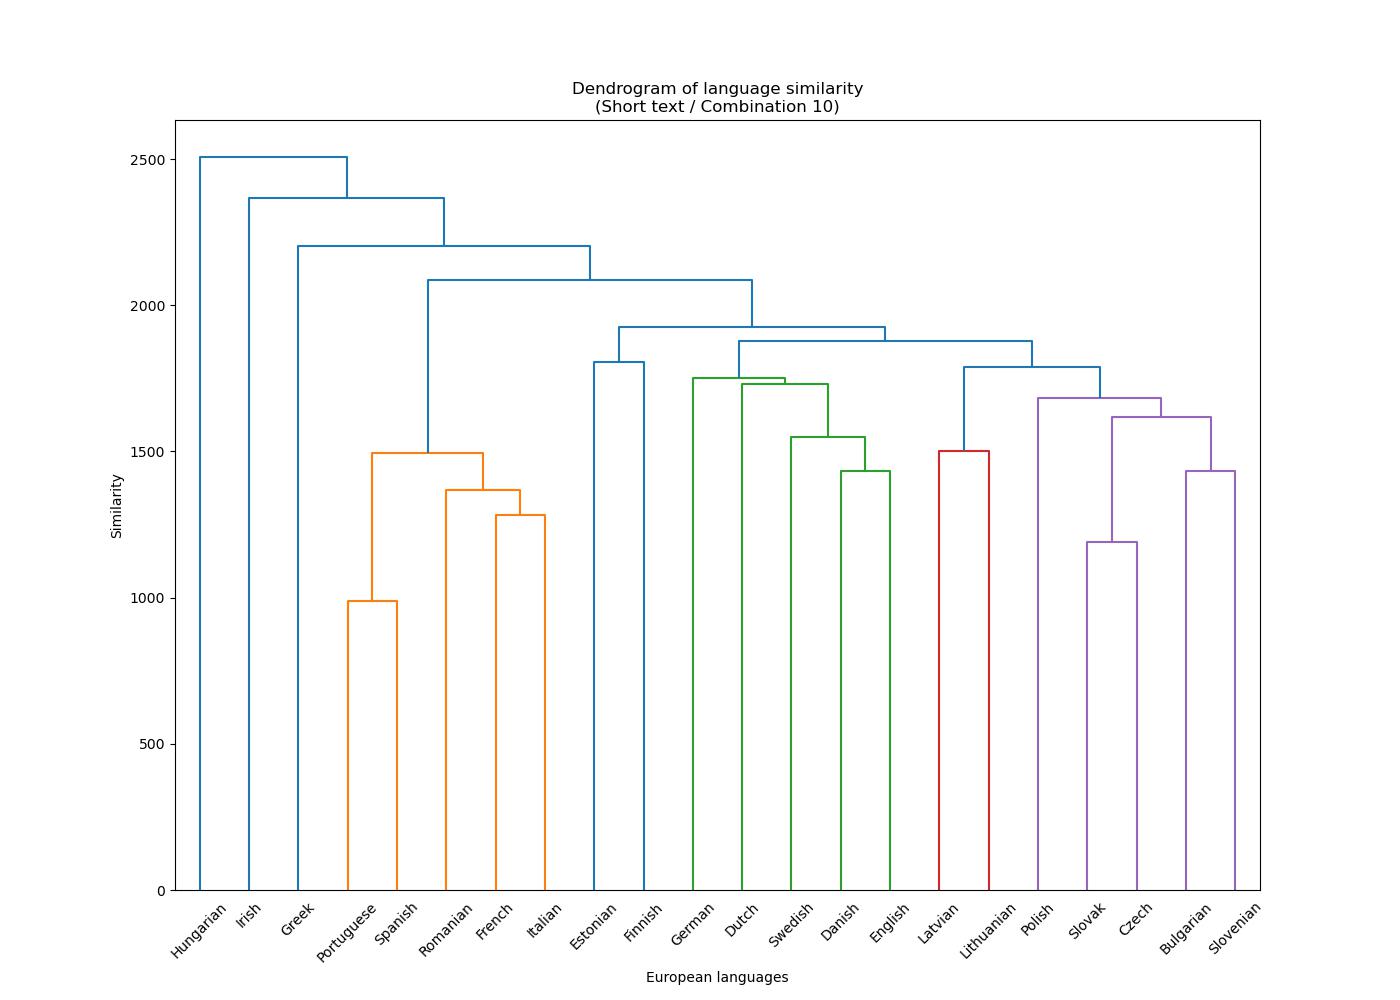 Dendrogram of language similarity
(Short text / Combination 10)
2500
2000
1500
1000
500
0
Similarity
Hungarian
Irish
Greek
Portuguese
Spanish
Romanian
French
Italian
Estonian
Finnish
German
Dutch
Swedish
Danish
English
Latvian
Lithuanian
Polish
Slovak
Czech
Bulgarian
Slovenian
European languages